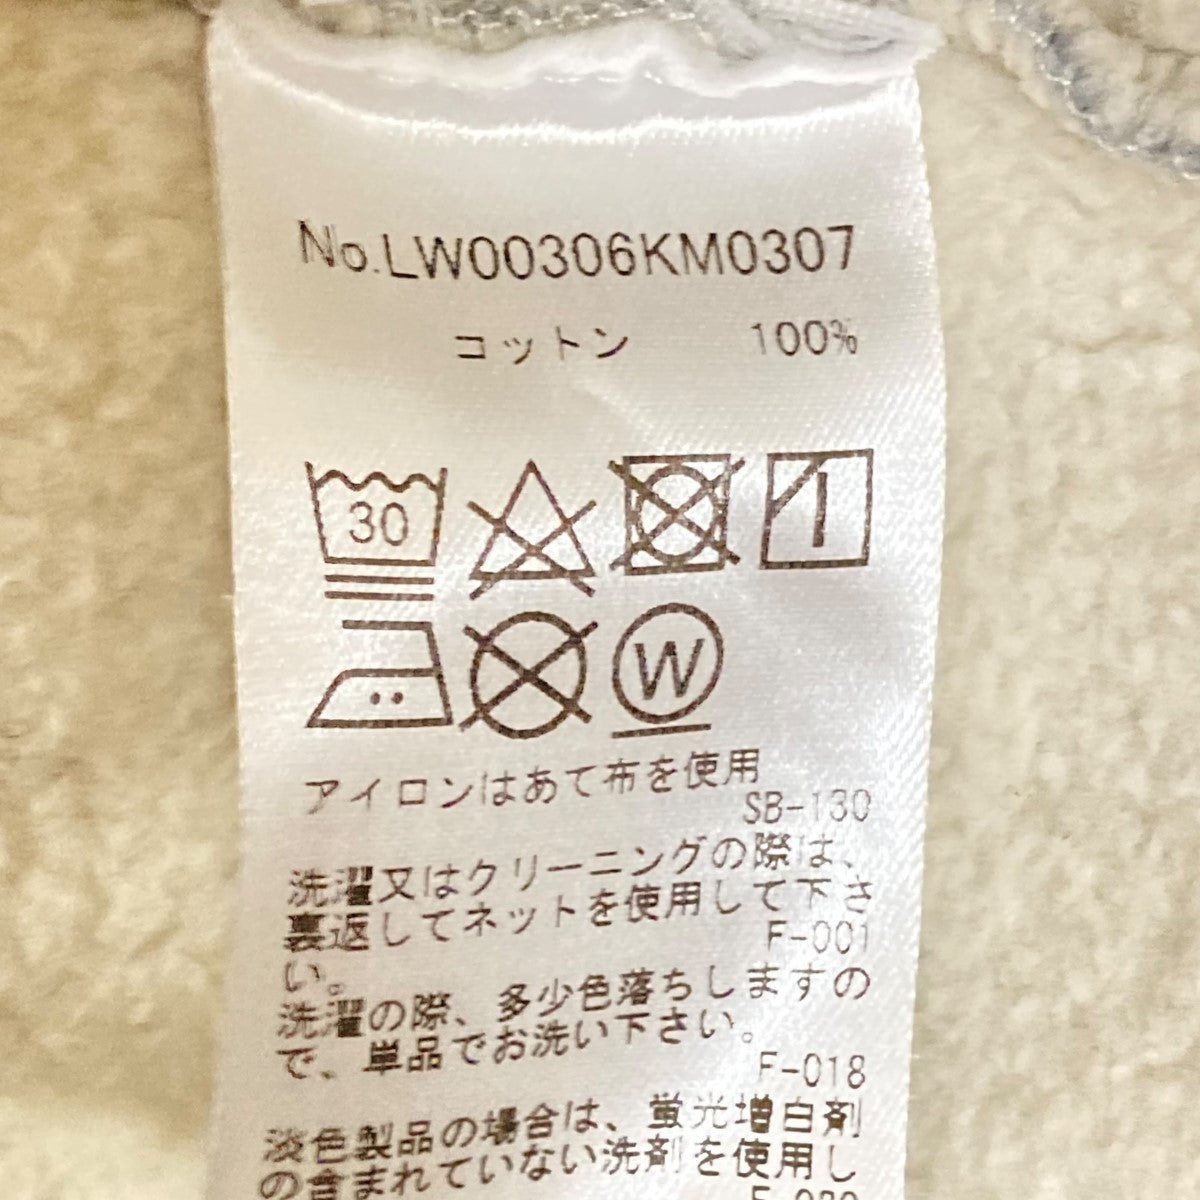 No.LW00306KM0307
コットン 100%
30
W
アイロンはあて布を使用
SB-130
洗濯又はクリーニングの際は、
裏返してネットを使用して下さ
F-001
い。
洗濯の際、多少色落ちしますの
で、単品でお洗い下さい。
F-018
淡色製品の場合は、蛍光増白剤
の含まれていない洗剤を使用し